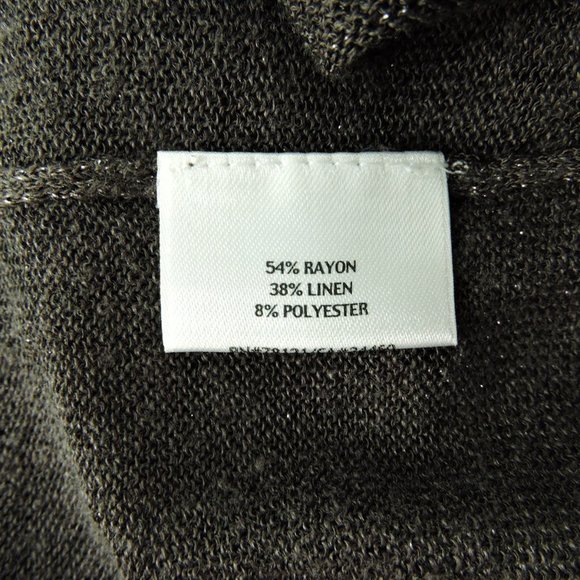 54% RAYON
38% LINEN
8% POLYESTER